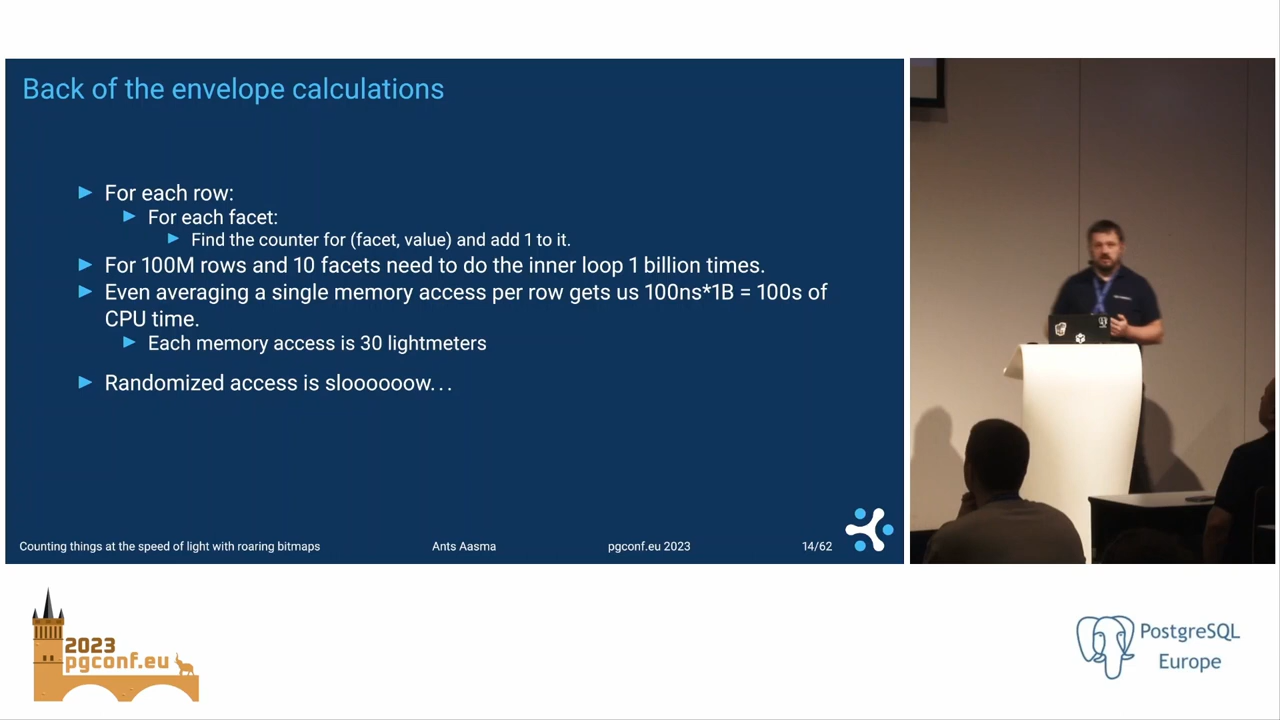 Back of the envelope calculations
For each row:
For each facet:
Find the counter for (facet, value) and add 1 to it.
For 100M rows and 10 facets need to do the inner loop 1 billion times.
Even averaging a single memory access per row gets us 100ns*1B = 100s of
CPU time.
Each memory access is 30 lightmeters
Randomized access is sloooooow...
Counting things at the speed of light with roaring bitmaps
Ants Aasma
pgconf.eu 2023
14/62
2023
pgconf.eu
PostgreSQL
Europe